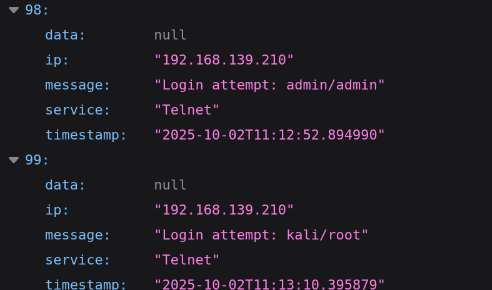 98:
data: null
ip: "192.168.139.210"
message: "Login attempt: admin/admin"
service: "Telnet"
timestamp: "2025-10-02T11:12:52.894990"
99:
data: null
ip: "192.168.139.210"
message: "Login attempt: kali/root"
service: "Telnet"
timestamp: "2025-10-02T11:13:10.395879"